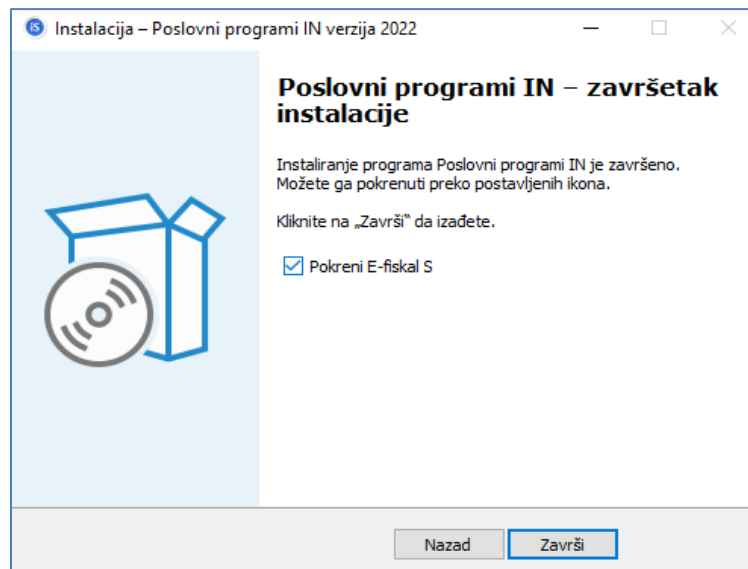 iS Instalacija – Poslovni programi IN verzija 2022
Poslovni programi IN – završetak
instalacije
Instaliranje programa Poslovni programi IN je završeno.
Možete ga pokrenuti preko postavljenih ikona.
Kliknite na „Završi“ da izađete.
Pokreni E-fiskal S
Nazad Završi